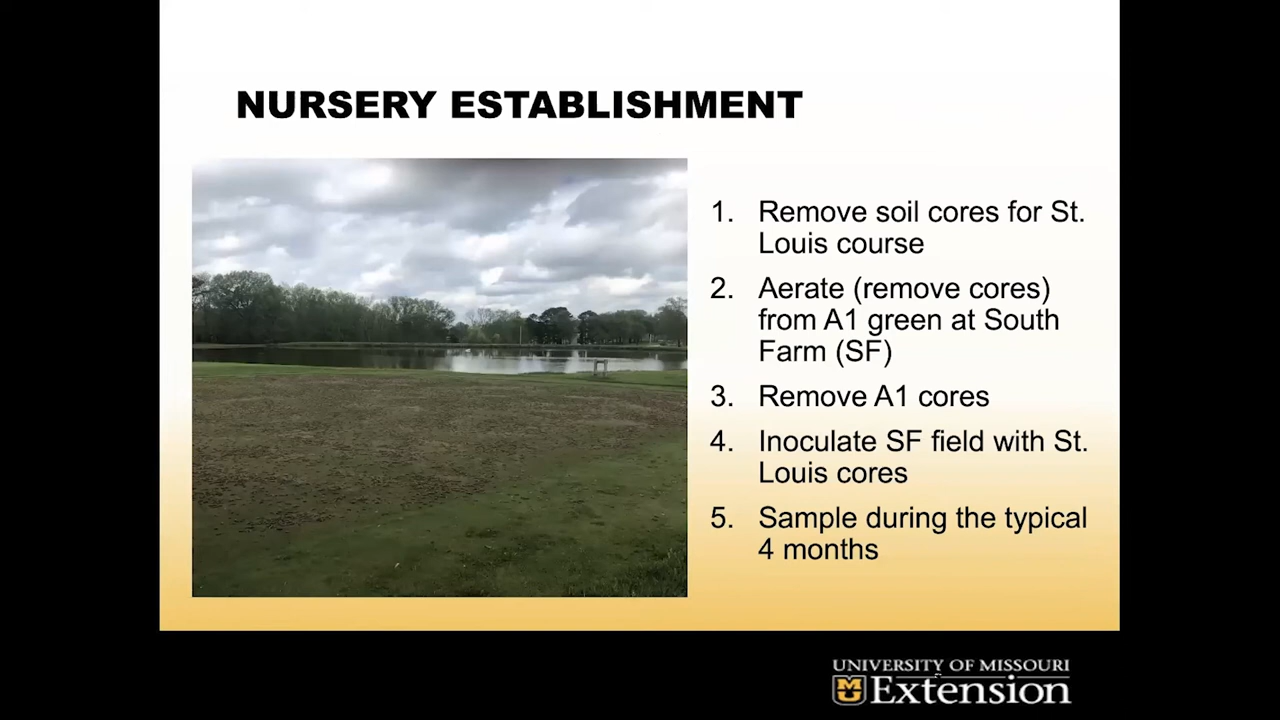 NURSERY ESTABLISHMENT
1. Remove soil cores for St.
Louis course
2. Aerate (remove cores)
from A1 green at South
Farm (SF)
3. Remove A1 cores
4. Inoculate SF field with St.
Louis cores
5. Sample during the typical
4 months
UNIVERSITY OF MISSOURI
Extension